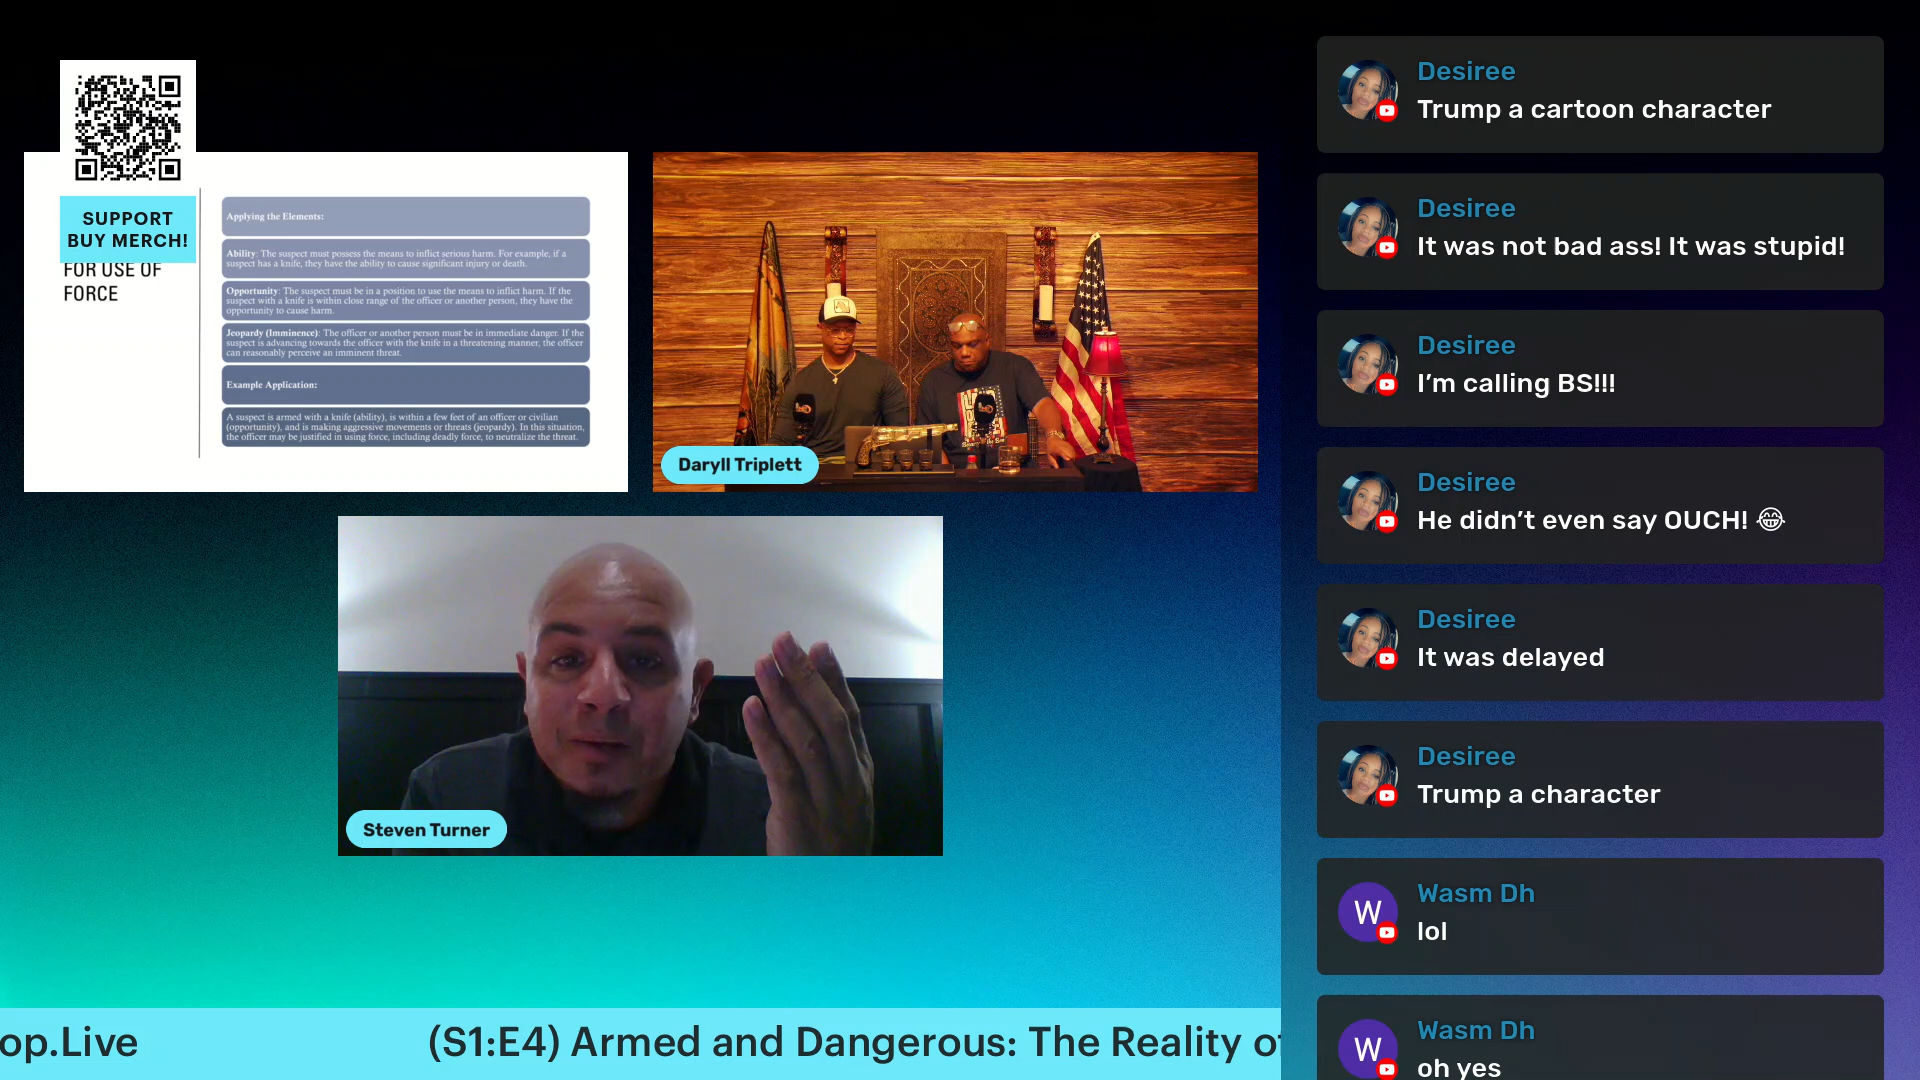 SUPPORT
BUY MERCH!
FOR USE OF
FORCE
Applying the Elements:
Ability: The suspect must possess the means to inflict serious harm. For example, if a
suspect has a knife, they have the ability to cause significant injury or death.
Opportunity: The suspect must be in a position to use the means to inflict harm. If the
suspect with a knife is within close range of the officer or another person, they have the
opportunity to cause harm.
Jeopardy (Imminence): The officer or another person must be in immediate danger. If the
suspect is advancing towards the officer with the knife in a threatening manner, the officer
can reasonably perceive an imminent threat.
Example Application:
A suspect is armed with a knife (ability), is within a few feet of an officer or civilian
(opportunity), and is making aggressive movements or threats (jeopardy). In this situation,
the officer may be justified in using force, including deadly force, to neutralize the threat.
Daryll Triplett
Steven Turner
op.Live
(S1:E4) Armed and Dangerous: The Reality of
Desiree
Trump a cartoon character
Desiree
It was not bad ass! It was stupid!
Desiree
I’m calling BS!!!
Desiree
He didn’t even say OUCH! 😂
Desiree
It was delayed
Desiree
Trump a character
W
Wasm Dh
lol
W
Wasm Dh
oh yes